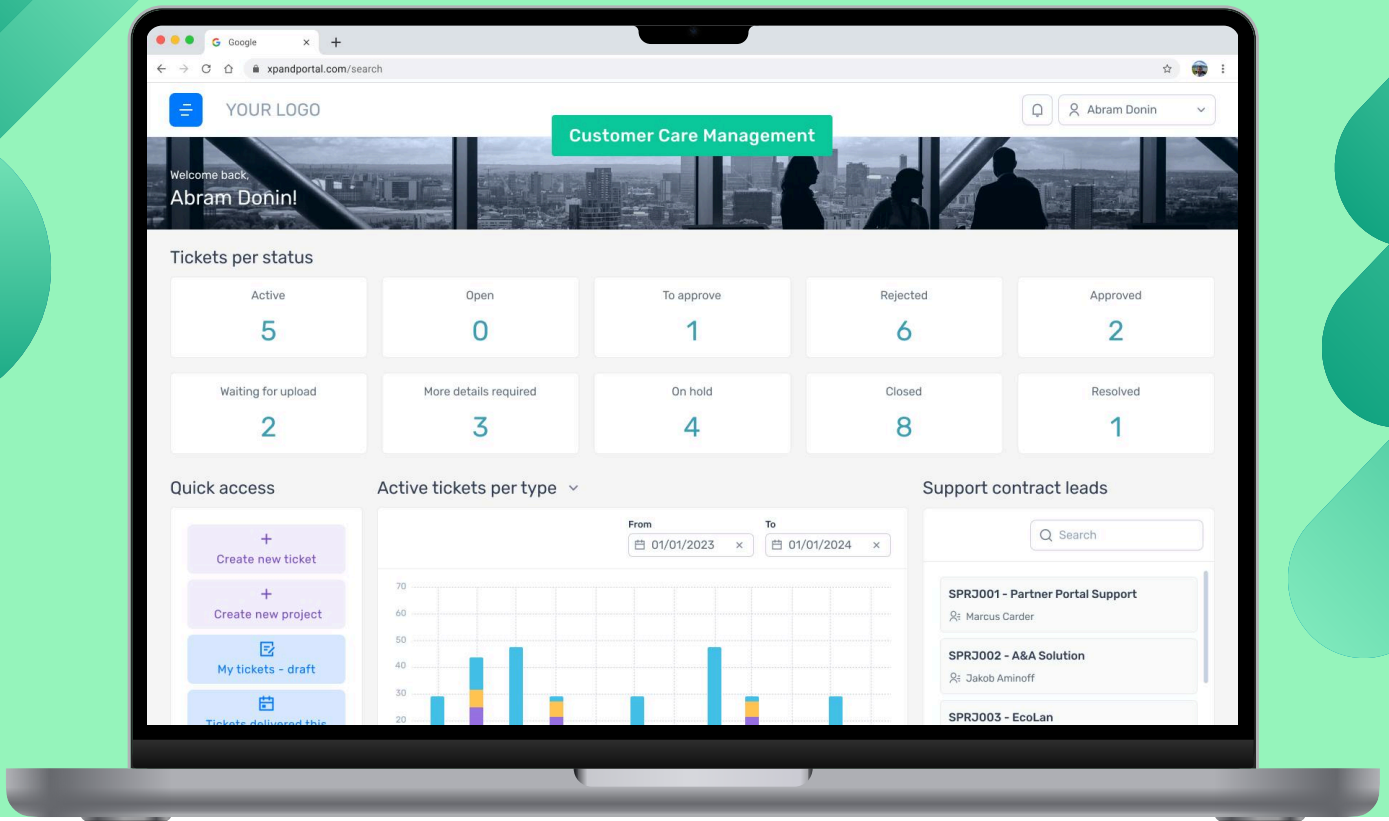 Google
xpandportal.com/search
YOUR LOGO
Abram Donin
Customer Care Management
Welcome back,
Abram Donin!
Tickets per status
Active
5
Open
0
To approve
1
Rejected
6
Approved
2
Waiting for upload
2
More details required
3
On hold
4
Closed
8
Resolved
1
Quick access
Create new ticket
Create new project
My tickets - draft
Tickets delivered this
Active tickets per type
From
01/01/2023
To
01/01/2024
70
60
50
40
30
20
Support contract leads
Search
SPRJ001 - Partner Portal Support
Marcus Carder
SPRJ002 - A&A Solution
Jakob Aminoff
SPRJ003 - EcoLan